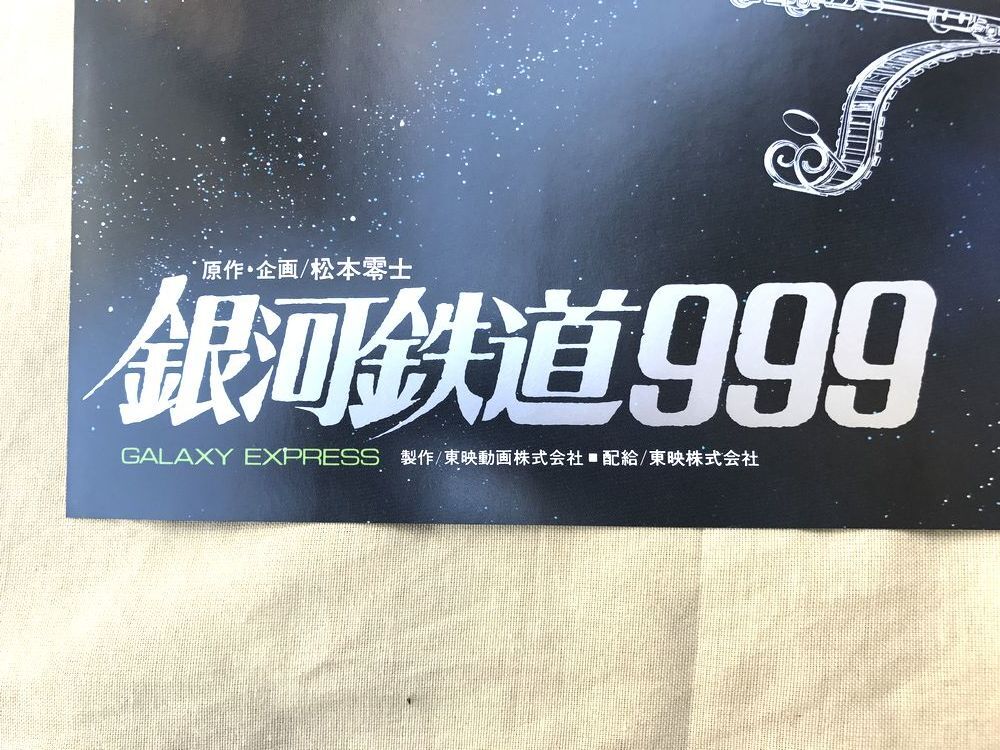 原作・企画/松本零士
銀河鉄道999
GALAXY EXPRESS 製作/東映動画株式会社■配給/東映株式会社